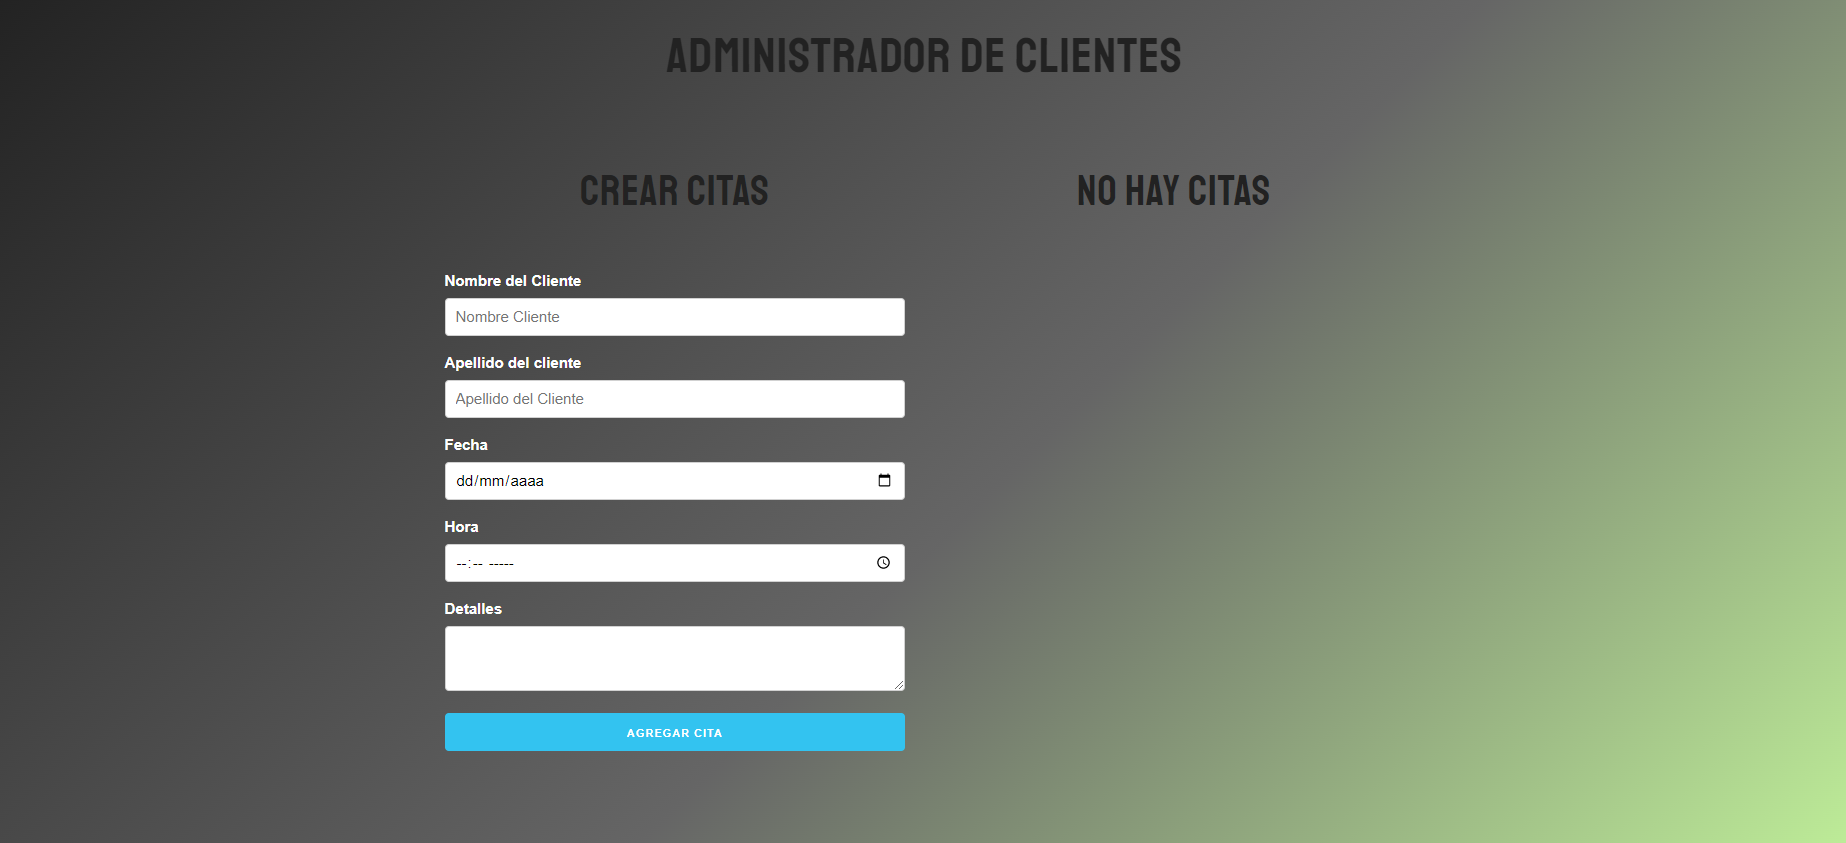 ADMINISTRADOR DE CLIENTES
CREAR CITAS
NO HAY CITAS
Nombre del Cliente
Nombre Cliente
Apellido del cliente
Apellido del Cliente
Fecha
dd/mm/aaaa
Hora
--:-- -----
Detalles
AGREGAR CITA